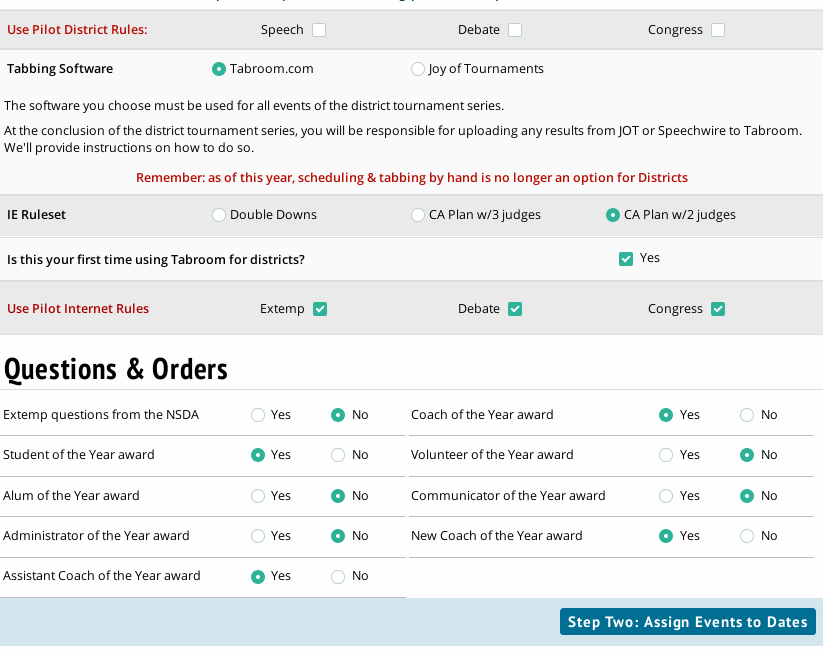 Use Pilot District Rules: Speech Debate Congress
Tabbing Software Tabroom.com Joy of Tournaments
The software you choose must be used for all events of the district tournament series.
At the conclusion of the district tournament series, you will be responsible for uploading any results from JOT or Speechwire to Tabroom.
We'll provide instructions on how to do so.
Remember: as of this year, scheduling & tabbing by hand is no longer an option for Districts
IE Ruleset Double Downs CA Plan w/3 judges CA Plan w/2 judges
Is this your first time using Tabroom for districts? Yes
Use Pilot Internet Rules Extemp Debate Congress
Questions & Orders
Extemp questions from the NSDA Yes No Coach of the Year award Yes No
Student of the Year award Yes No Volunteer of the Year award Yes No
Alum of the Year award Yes No Communicator of the Year award Yes No
Administrator of the Year award Yes No New Coach of the Year award Yes No
Assistant Coach of the Year award Yes No
Step Two: Assign Events to Dates